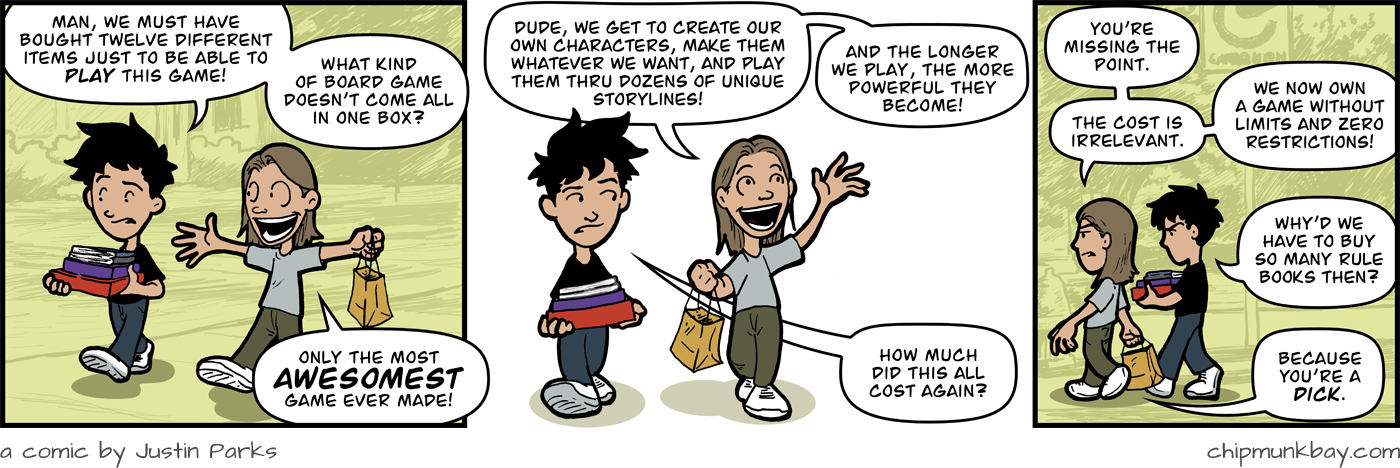 MAN, WE MUST HAVE
BOUGHT TWELVE DIFFERENT
ITEMS JUST TO BE ABLE TO
PLAY THIS GAME!
WHAT KIND
OF BOARD GAME
DOESN'T COME ALL
IN ONE BOX?
ONLY THE MOST
AWESOMEST
GAME EVER MADE!
DUDE, WE GET TO CREATE OUR
OWN CHARACTERS, MAKE THEM
WHATEVER WE WANT, AND PLAY
THEM THRU DOZENS OF UNIQUE
STORYLINES!
AND THE LONGER
WE PLAY, THE MORE
POWERFUL THEY
BECOME!
HOW MUCH
DID THIS ALL
COST AGAIN?
YOU'RE
MISSING THE
POINT.
THE COST IS
IRRELEVANT.
WE NOW OWN
A GAME WITHOUT
LIMITS AND ZERO
RESTRICTIONS!
WHY'D WE
HAVE TO BUY
SO MANY RULE
BOOKS THEN?
BECAUSE
YOU'RE A
DICK.
a comic by Justin Parks
chipmunkbay.com